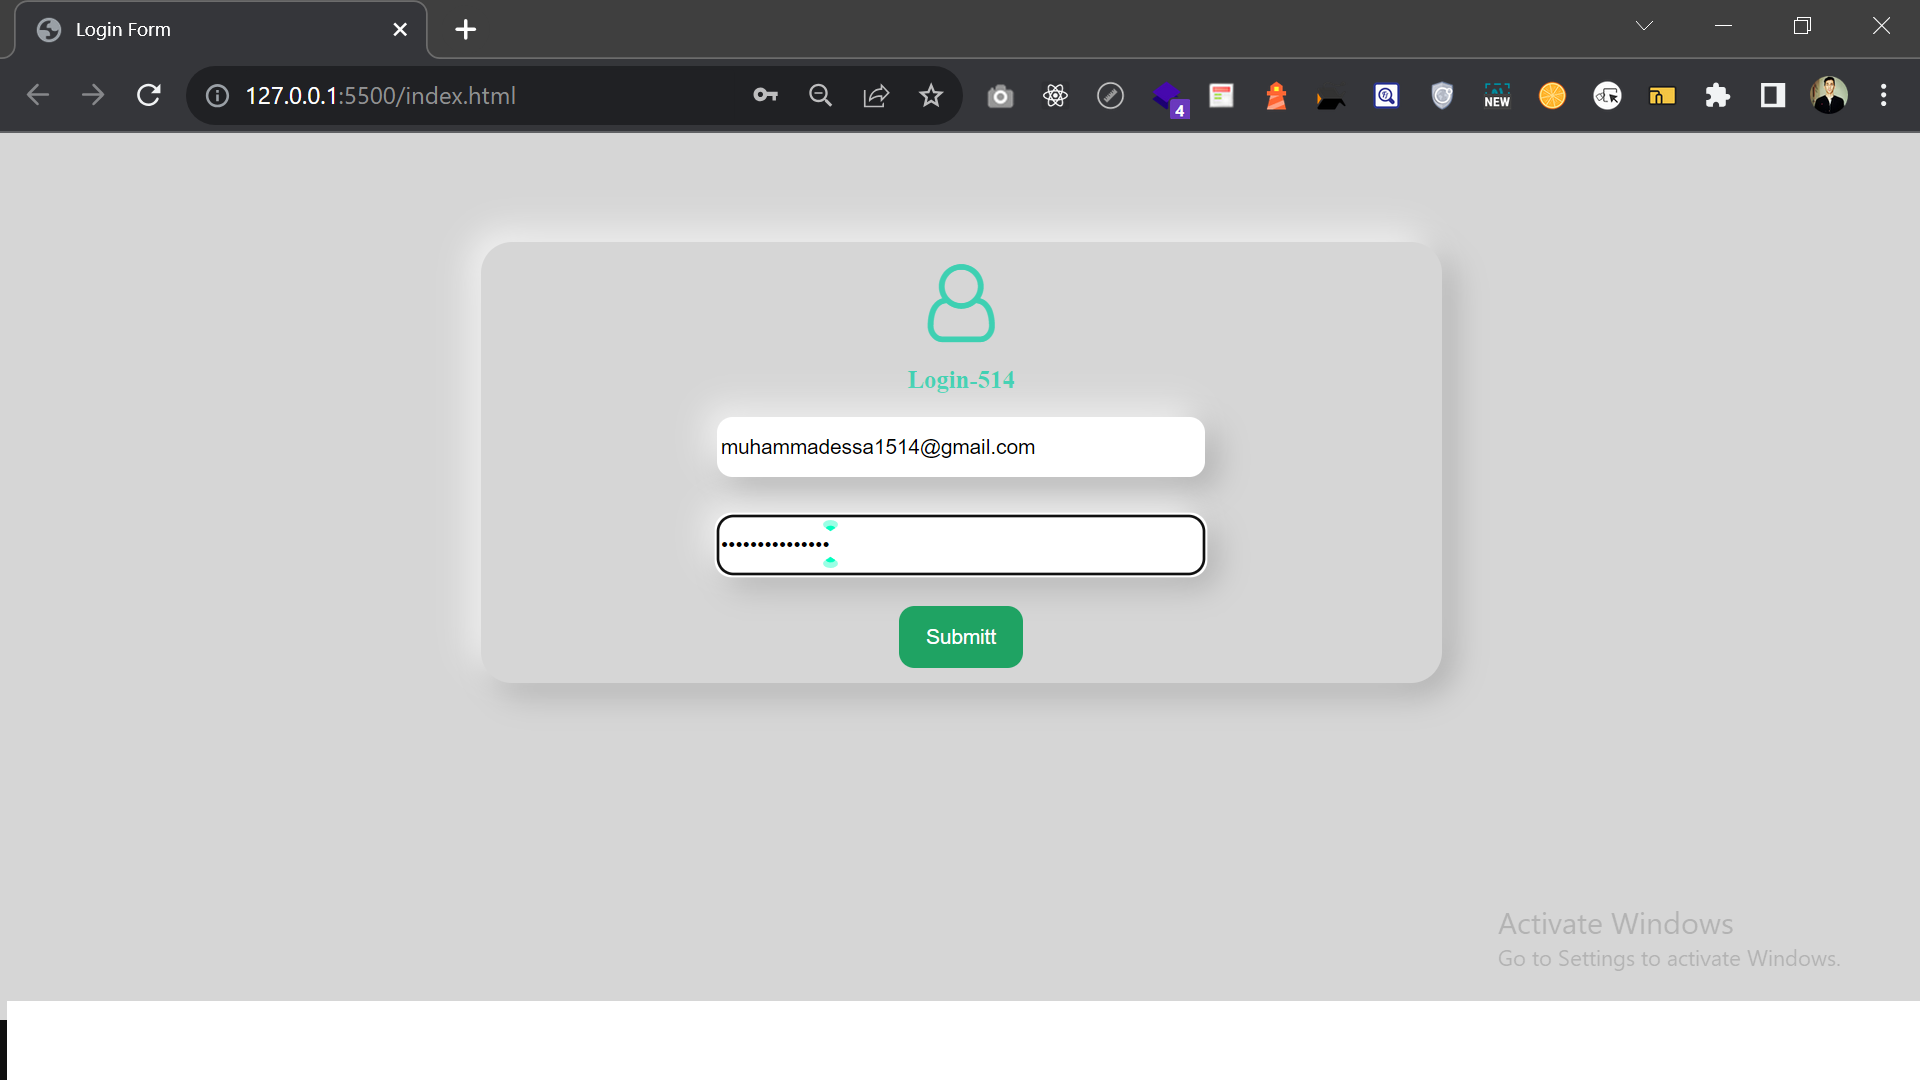 Login Form
127.0.0.1:5500/index.html
4
NEW
Login-514
muhammadessa1514@gmail.com
•••••••••••••••
Submitt
Activate Windows
Go to Settings to activate Windows.